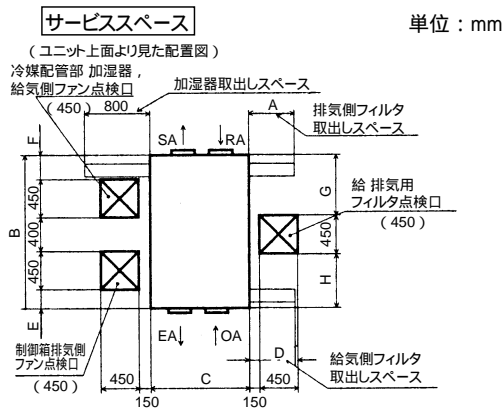 サービススペース
単位：mm
(ユニット上面より見た配置図)
冷媒配管部 加湿器，
給気側ファン点検口
(450)
加湿器取出しスペース
800
A
排気側フィルタ
取出しスペース
SA
RA
F
B
450
400
450
E
G
450
H
給 排気用
フィルタ点検口
(450)
EA
OA
制御箱排気側
ファン点検口
(450)
450
C
D
450
150
150
給気側フィルタ
取出しスペース